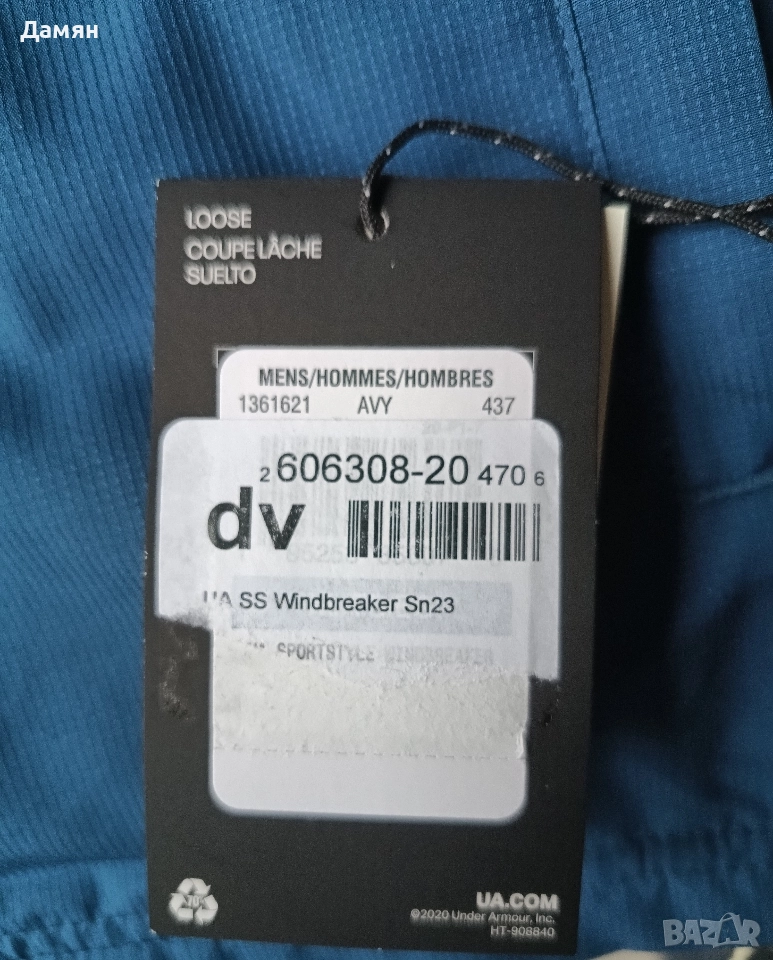 Дамян
LOOSE
COUPE LÂCHE
SUELTO
MENS/HOMMES/HOMBRES
1361621 AVY 437
2 606308-20 470 6
dv
UA SS Windbreaker Sn23
SPORTSTYLE WINDBREAKER
UA.COM
©2020 Under Armour, Inc.
HT-908840
BAZAR